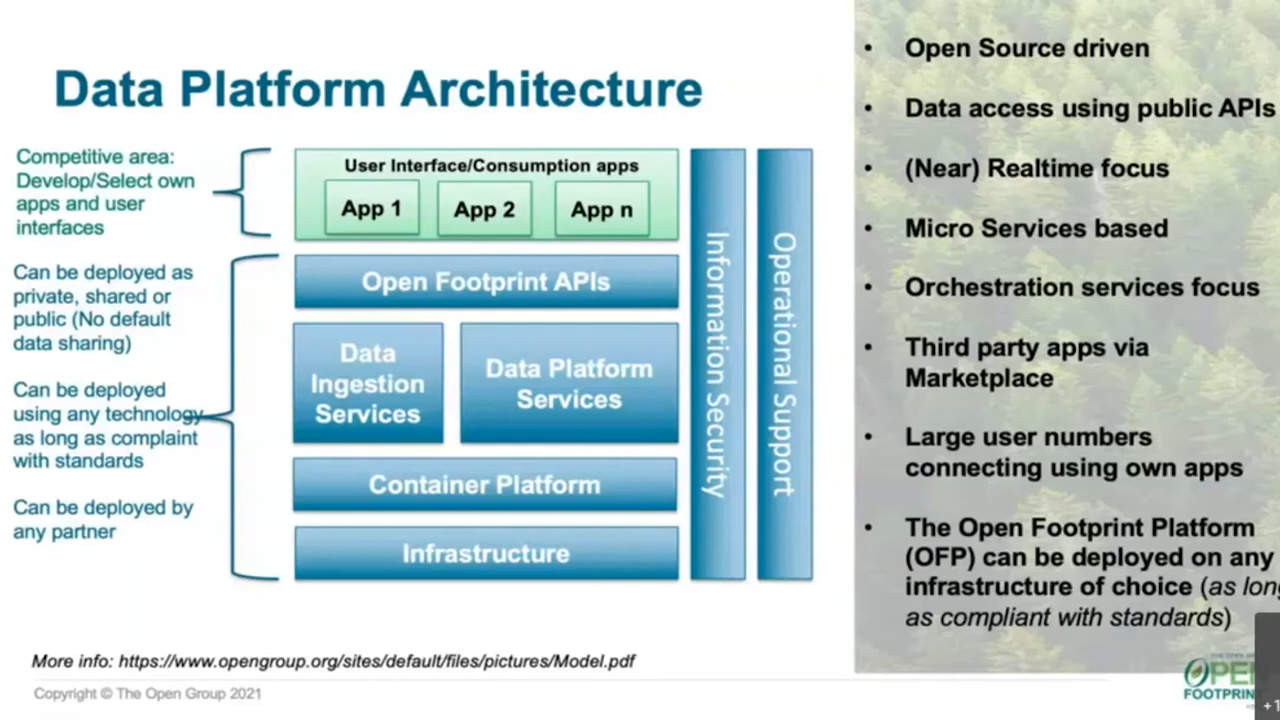 Data Platform Architecture
Competitive area:
Develop/Select own
apps and user
interfaces
Can be deployed as
private, shared or
public (No default
data sharing)
Can be deployed
using any technology
as long as complaint
with standards
Can be deployed by
any partner
User Interface/Consumption apps
App 1
App 2
App n
Open Footprint APIs
Data
Ingestion
Services
Data Platform
Services
Container Platform
Infrastructure
Information Security
Operational Support
• Open Source driven
• Data access using public APIs
• (Near) Realtime focus
• Micro Services based
• Orchestration services focus
• Third party apps via
Marketplace
• Large user numbers
connecting using own apps
• The Open Footprint Platform
(OFP) can be deployed on any
infrastructure of choice (as long
as compliant with standards)
More info: https://www.opengroup.org/sites/default/files/pictures/Model.pdf
Copyright © The Open Group 2021
OPE
FOOTPRIN
+1